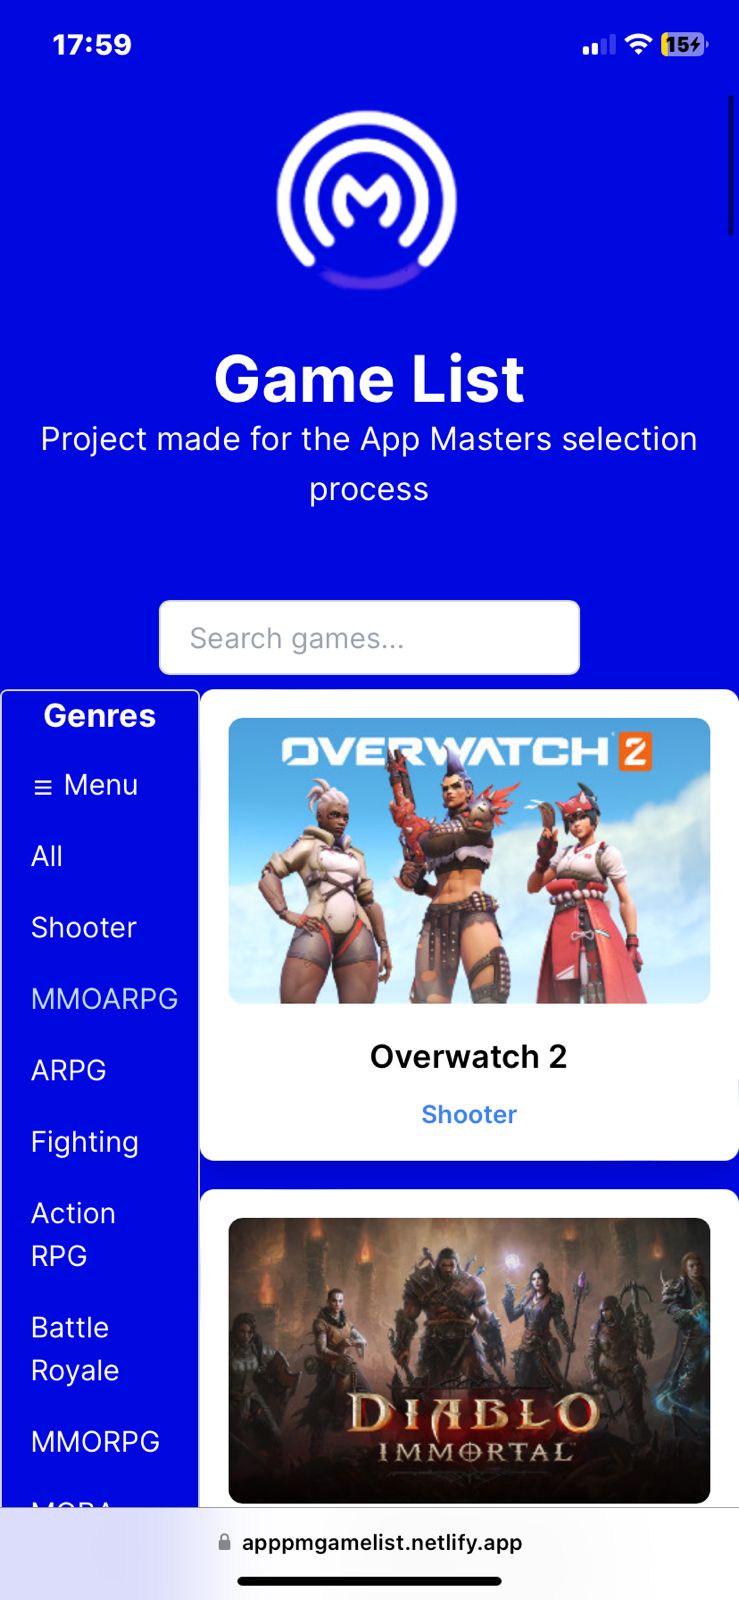 17:59
15
Game List
Project made for the App Masters selection
process
Search games...
Genres
≡ Menu
All
Shooter
MMOARPG
ARPG
Fighting
Action
RPG
Battle
Royale
MMORPG
MOBA
OVERWATCH 2
Overwatch 2
Shooter
DIABLO
IMMORTAL
apppmgamelist.netlify.app